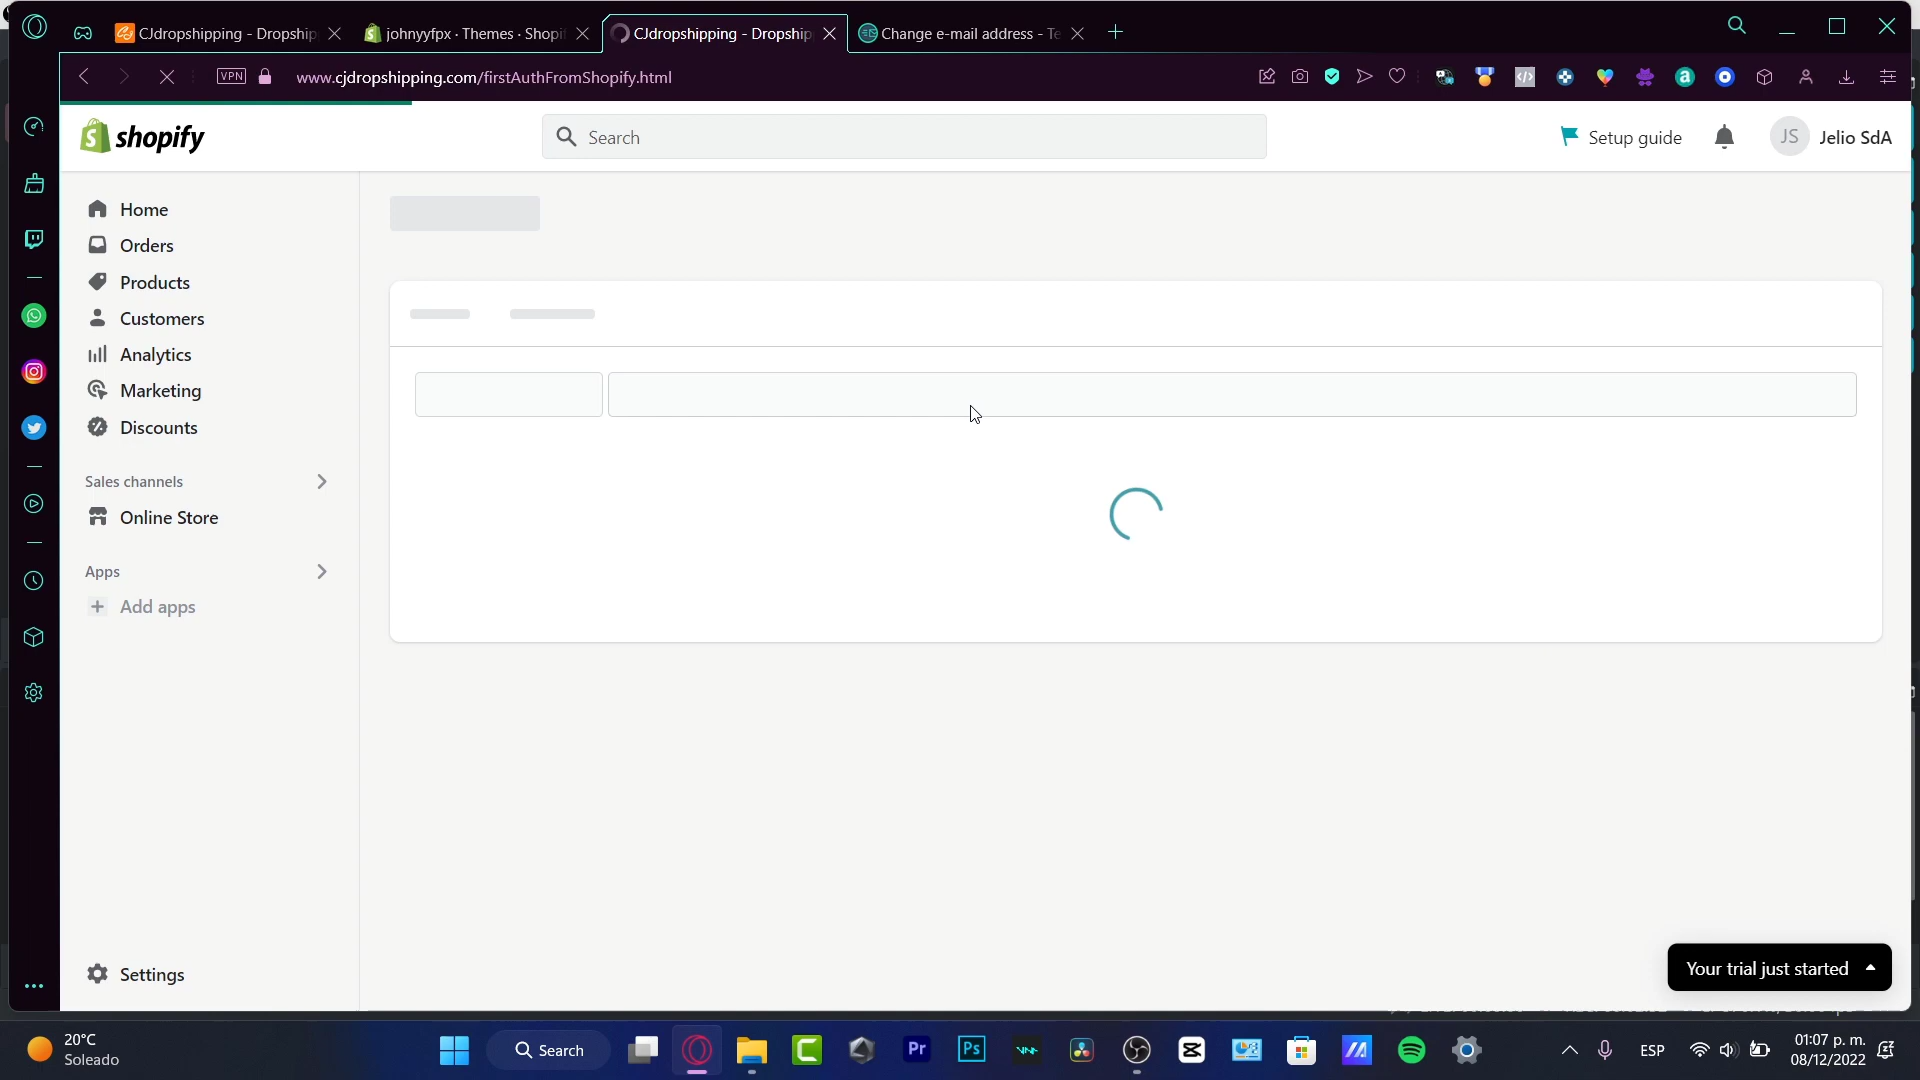 CJdropshipping - Dropship
johnyyfpx · Themes · Shopi
CJdropshipping - Dropship
Change e-mail address - Te
VPN
www.cjdropshipping.com/firstAuthFromShopify.html
shopify
Search
Setup guide
JS
Jelio SdA
Home
Orders
Products
Customers
Analytics
Marketing
Discounts
Sales channels
Online Store
Apps
Add apps
Settings
Your trial just started
20°C
Soleado
Search
Pr
Ps
ESP
01:07 p. m.
08/12/2022